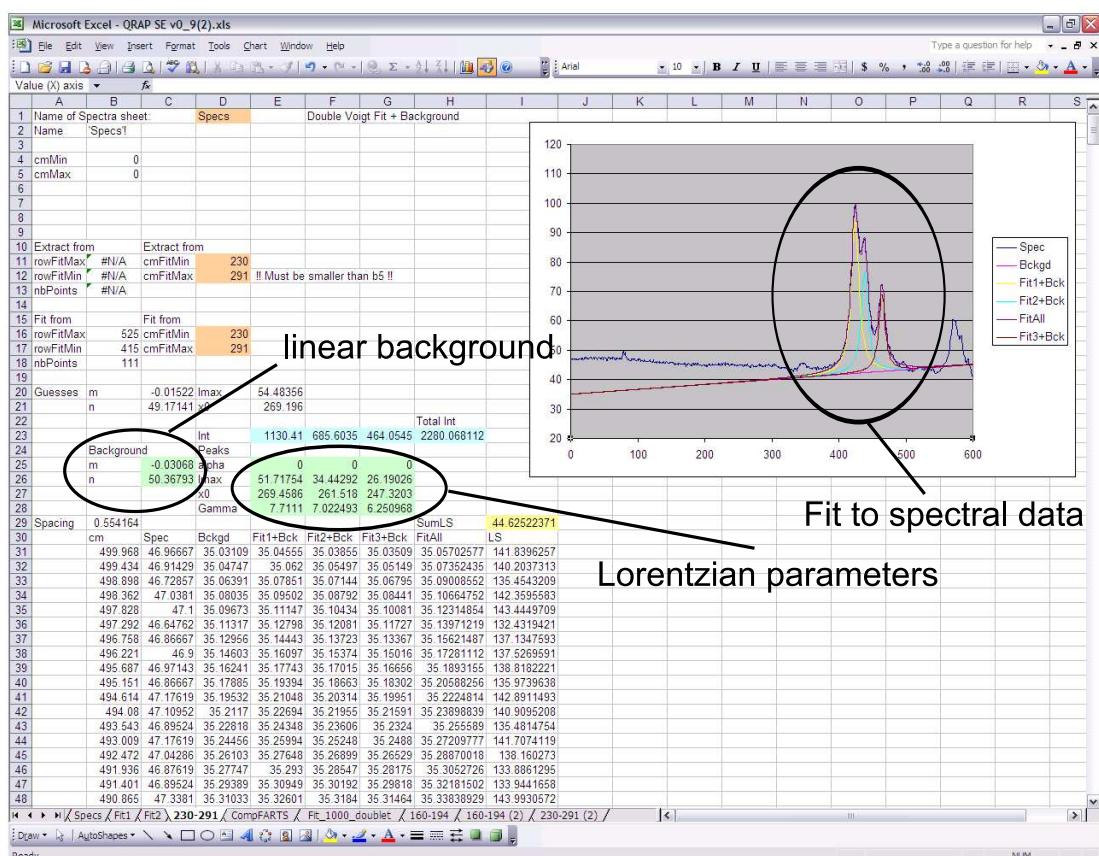 Microsoft Excel - QRAP SE v0_9(2).xls
File Edit View Insert Format Tools Chart Window Help Type a question for help
Arial 10 B I U $ % ,
Value (X) axis fx
A B C D E F G H I J K L M N O P Q R S
1 Name of Spectra sheet: Specs Double Voigt Fit + Background
2 Name 'Specs'!
3
4 cmMin 0
5 cmMax 0
6
7
8
9
10 Extract from Extract from
11 rowFitMax #N/A cmFitMin 230
12 rowFitMin #N/A cmFitMax 291 !! Must be smaller than b5 !!
13 nbPoints #N/A
14
15 Fit from Fit from
16 rowFitMax 525 cmFitMin 230
17 rowFitMin 415 cmFitMax 291
18 nbPoints 111
19
20 Guesses m -0.01522 Imax 54.48356
21 n 49.17141 x0 269.196
22 Total Int
23 Int 1130.41 685.6035 464.0545 2280.068112
24 Background Peaks
25 m -0.03068 alpha 0 0 0
26 n 50.36793 Imax 51.71754 34.44292 26.19026
27 x0 269.4586 261.518 247.3203
28 Gamma 7.7111 7.022493 6.250968
29 Spacing 0.554164 SumLS 44.62522371
30 cm Spec Bckgd Fit1+Bck Fit2+Bck Fit3+Bck FitAll LS
31 499.968 46.96667 35.03109 35.04555 35.03855 35.03509 35.05702577 141.8396257
32 499.434 46.91429 35.04747 35.062 35.05497 35.05149 35.07352435 140.2037313
33 498.898 46.72857 35.06391 35.07851 35.07144 35.06795 35.09008552 135.4543209
34 498.362 47.0381 35.08035 35.09502 35.08792 35.08441 35.10664752 142.3595583
35 497.828 47.1 35.09673 35.11147 35.10434 35.10081 35.12314854 143.4449709
36 497.292 46.64762 35.11317 35.12798 35.12081 35.11727 35.13971219 132.4319421
37 496.758 46.86667 35.12956 35.14443 35.13723 35.13367 35.15621487 137.1347593
38 496.221 46.9 35.14603 35.16097 35.15374 35.15016 35.17281112 137.5269591
39 495.687 46.97143 35.16241 35.17743 35.17015 35.16656 35.1893155 138.8182221
40 495.151 46.86667 35.17885 35.19394 35.18663 35.18302 35.20588256 135.9739638
41 494.614 47.17619 35.19532 35.21048 35.20314 35.19951 35.2224814 142.8911493
42 494.08 47.10952 35.2117 35.22694 35.21955 35.21591 35.23898839 140.9095208
43 493.543 46.89524 35.22818 35.24348 35.23606 35.2324 35.255589 135.4814754
44 493.009 47.17619 35.24456 35.25994 35.25248 35.2488 35.27209777 141.7074119
45 492.472 47.04286 35.26103 35.27648 35.26899 35.26529 35.28870018 138.160273
46 491.936 46.87619 35.27747 35.293 35.28547 35.28175 35.3052726 133.8861295
47 491.401 46.89524 35.29389 35.30949 35.30192 35.29818 35.32181502 133.9441658
48 490.865 47.3381 35.31033 35.32601 35.3184 35.31464 35.33838929 143.9930572
120
110
100
90
80
70
60
50
40
30
20
0 100 200 300 400 500 600
Spec
Bckgd
Fit1+Bck
Fit2+Bck
FitAll
Fit3+Bck
linear background
Fit to spectral data
Lorentzian parameters
Specs / Fit1 / Fit2 \ 230-291 / CompFARTS / Fit_1000_doublet / 160-194 / 160-194 (2) / 230-291 (2) /
Draw AutoShapes
Ready NUM